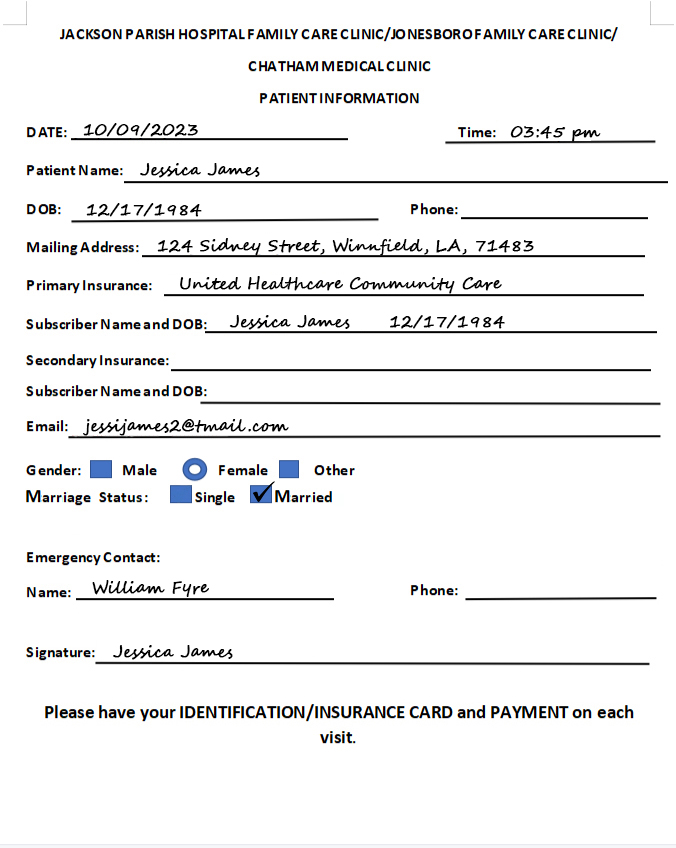 JACKSON PARISH HOSPITAL FAMILY CARE CLINIC/JONESBORO FAMILY CARE CLINIC/
CHATHAM MEDICAL CLINIC
PATIENT INFORMATION
DATE: 10/09/2023 Time: 03:45 pm
Patient Name: Jessica James
DOB: 12/17/1984 Phone:
Mailing Address: 124 Sidney Street, Winnfield, LA, 71483
Primary Insurance: United Healthcare Community Care
Subscriber Name and DOB: Jessica James 12/17/1984
Secondary Insurance:
Subscriber Name and DOB:
Email: jessijames2@tmail.com
Gender: Male Female Other
Marriage Status: Single Married
Emergency Contact:
Name: William Fyre Phone:
Signature: Jessica James
Please have your IDENTIFICATION/INSURANCE CARD and PAYMENT on each
visit.